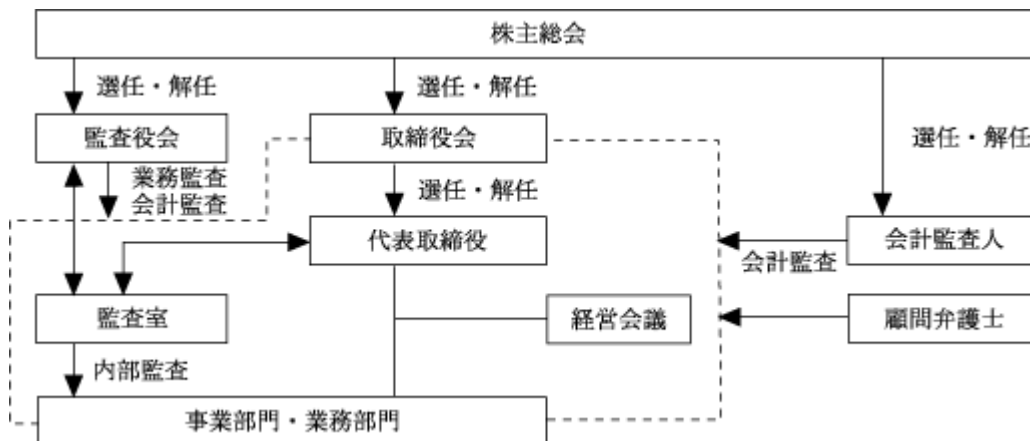 株主総会
選任・解任
選任・解任
選任・解任
監査役会
取締役会
業務監査
会計監査
選任・解任
代表取締役
会計監査人
会計監査
監査室
経営会議
顧問弁護士
内部監査
事業部門・業務部門